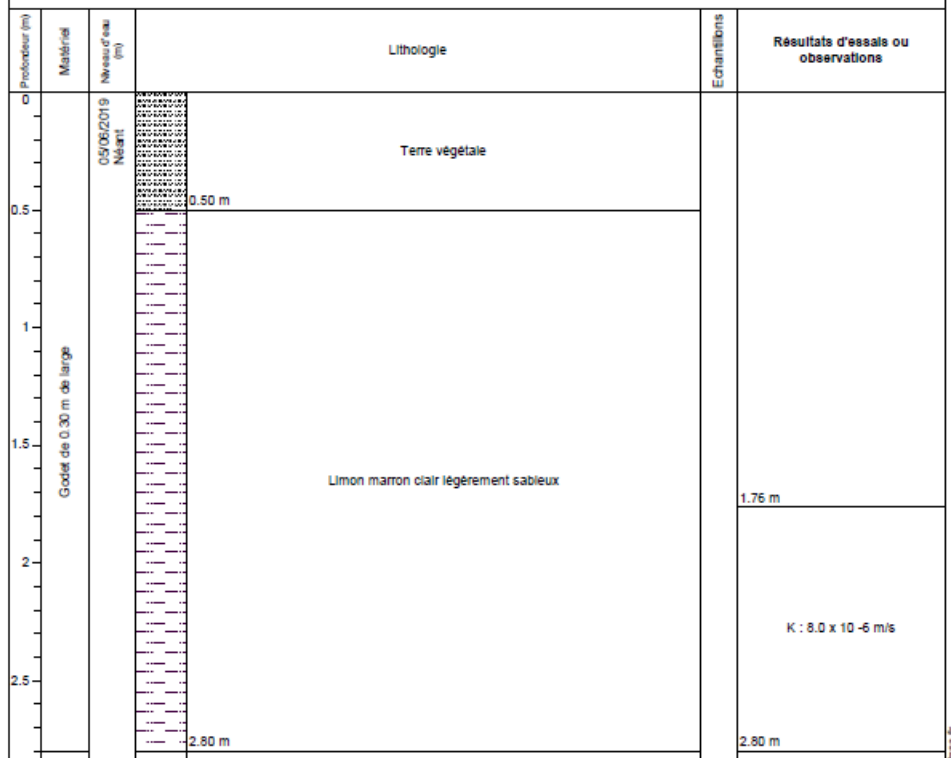 Profondeur (m)
Matériel
Niveau d'eau
(m)
Lithologie
Echantillons
Résultats d'essais ou
observations
0
05/06/2019
Néant
Terre végétale
0.50 m
0.5
1
Godet de 0.30 m de large
1.5
Limon marron clair légèrement sableux
1.76 m
2
K : 8.0 x 10 -6 m/s
2.5
2.80 m
2.80 m